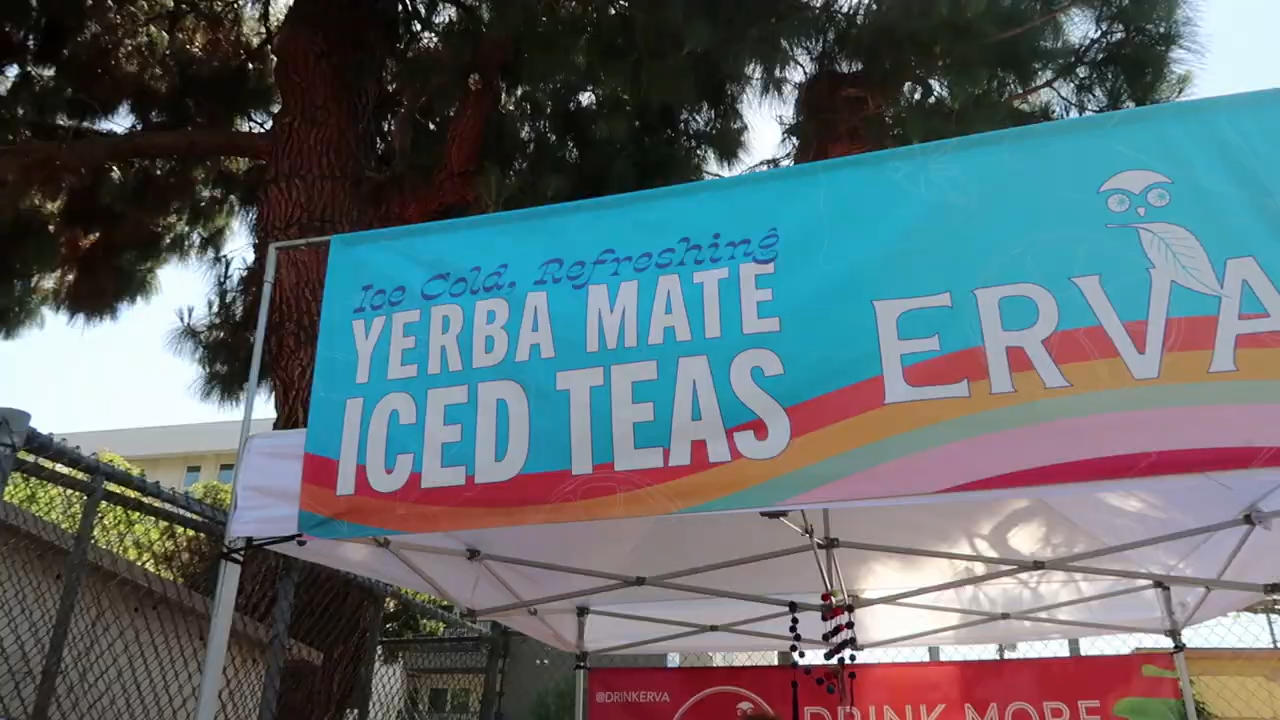 Ice Cold, Refreshing
YERBA MATE
ICED TEAS
ERVA
@DRINKERVA
DRINK MORE